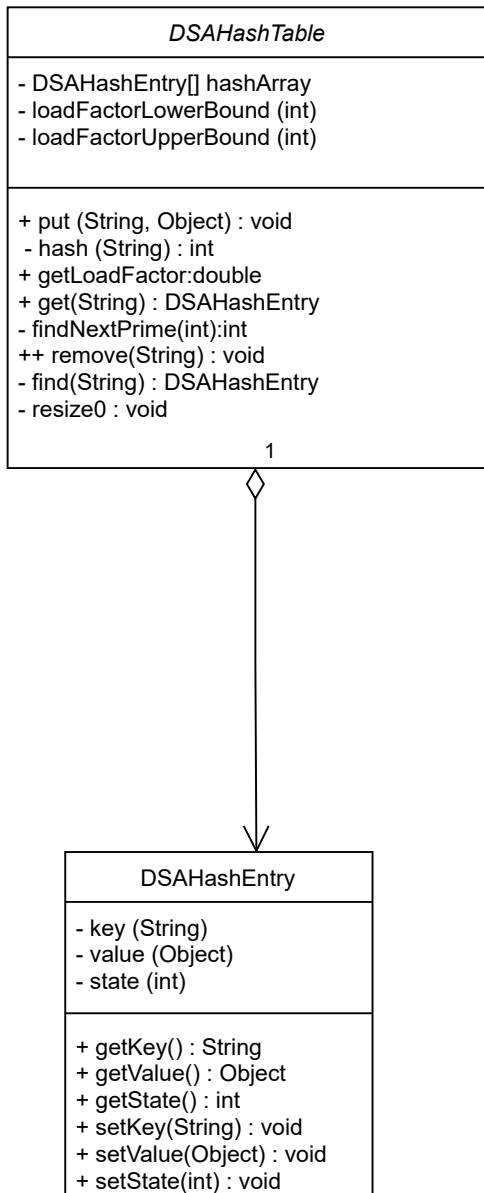 DSAHashTable
- DSAHashEntry[] hashArray
- loadFactorLowerBound (int)
- loadFactorUpperBound (int)
+ put (String, Object) : void
- hash (String) : int
+ getLoadFactor:double
+ get(String) : DSAHashEntry
- findNextPrime(int):int
++ remove(String) : void
- find(String) : DSAHashEntry
- resize0 : void
1
DSAHashEntry
- key (String)
- value (Object)
- state (int)
+ getKey() : String
+ getValue() : Object
+ getState() : int
+ setKey(String) : void
+ setValue(Object) : void
+ setState(int) : void